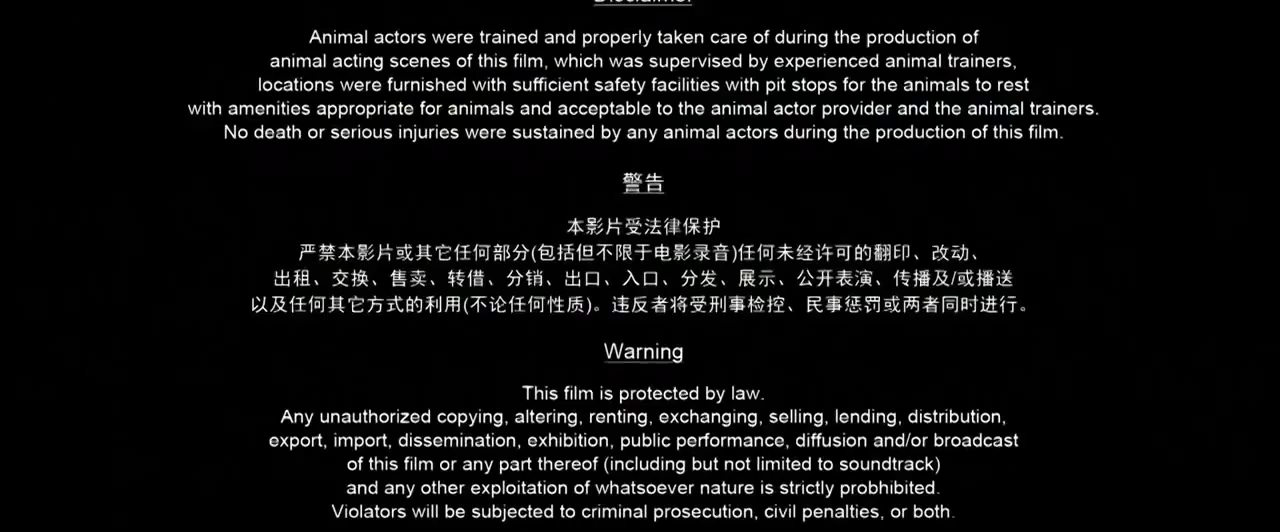 Disclaimer
Animal actors were trained and properly taken care of during the production of
animal acting scenes of this film, which was supervised by experienced animal trainers,
locations were furnished with sufficient safety facilities with pit stops for the animals to rest
with amenities appropriate for animals and acceptable to the animal actor provider and the animal trainers.
No death or serious injuries were sustained by any animal actors during the production of this film.
警告
本影片受法律保护
严禁本影片或其它任何部分(包括但不限于电影录音)任何未经许可的翻印、改动、
出租、交换、售卖、转借、分销、出口、入口、分发、展示、公开表演、传播及/或播送
以及任何其它方式的利用(不论任何性质)。违反者将受刑事检控、民事惩罚或两者同时进行。
Warning
This film is protected by law.
Any unauthorized copying, altering, renting, exchanging, selling, lending, distribution,
export, import, dissemination, exhibition, public performance, diffusion and/or broadcast
of this film or any part thereof (including but not limited to soundtrack)
and any other exploitation of whatsoever nature is strictly probhibited.
Violators will be subjected to criminal prosecution, civil penalties, or both.